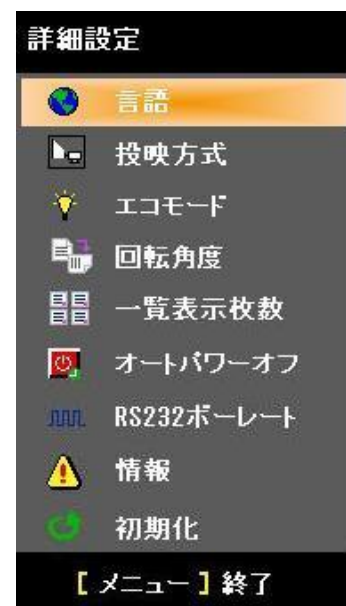 詳細設定
言語
投映方式
エコモード
回転角度
一覧表示枚数
オートパワーオフ
RS232ボーレート
情報
初期化
[メニュー] 終了